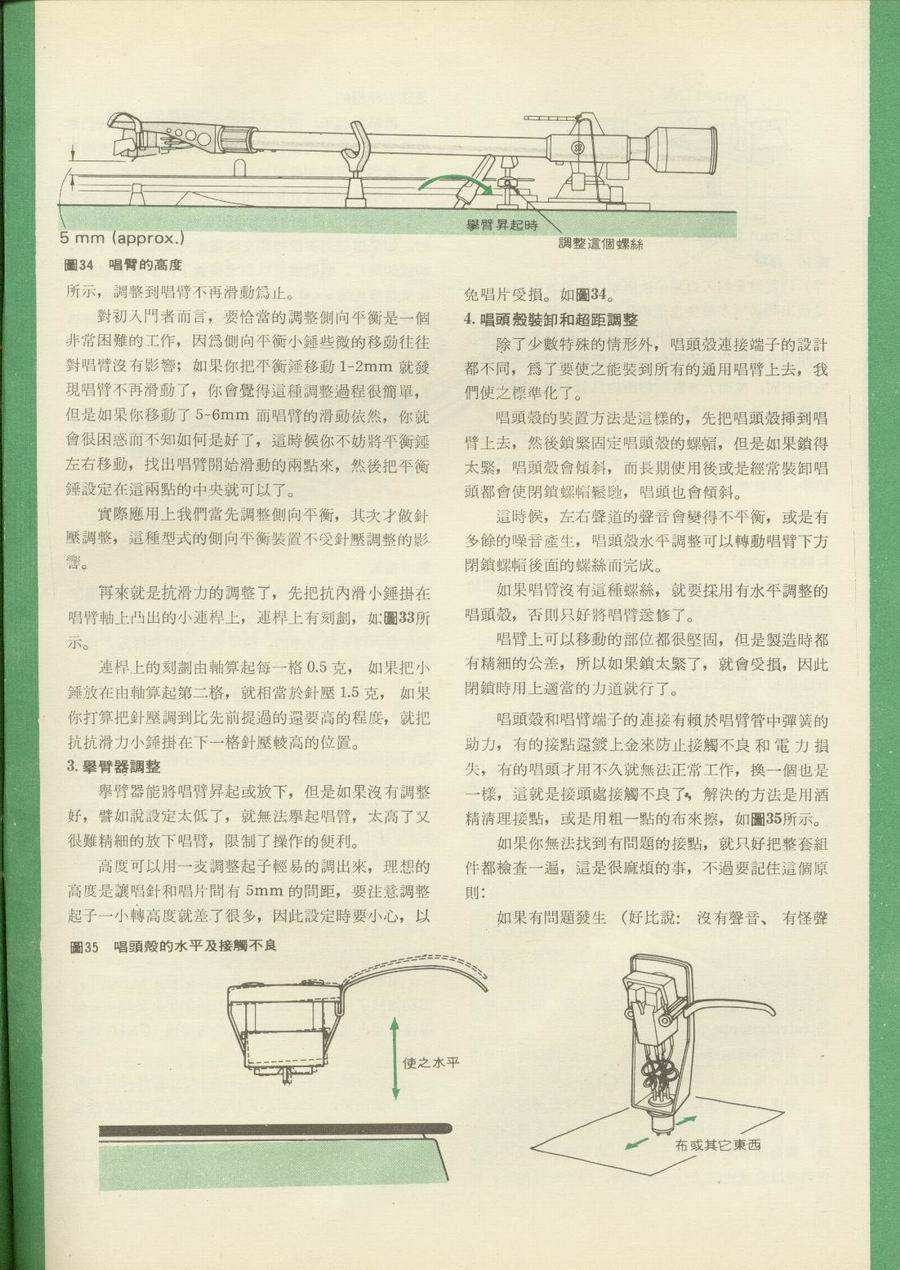 5 mm (approx.)
擧臂昇起時
調整這個螺絲
圖34 唱臂的高度
所示，調整到唱臂不再滑動爲止。
對初入門者而言，要恰當的調整側向平衡是一個
非常困難的工作，因爲側向平衡小錘些微的移動往往
對唱臂沒有影響；如果你把平衡錘移動 1-2mm 就發
現唱臂不再滑動了，你會覺得這種調整過程很簡單，
但是如果你移動了 5-6mm 而唱臂的滑動依然，你就
會很困惑而不知如何是好了，這時候你不妨將平衡錘
左右移動，找出唱臂開始滑動的兩點來，然後把平衡
錘設定在這兩點的中央就可以了。
實際應用上我們當先調整側向平衡，其次才做針
壓調整，這種型式的側向平衡裝置不受針壓調整的影
響。
再來就是抗滑力的調整了，先把抗內滑小錘掛在
唱臂軸上凸出的小連桿上，連桿上有刻劃，如圖33所
示。
連桿上的刻劃由軸算起每一格 0.5 克， 如果把小
錘放在由軸算起第二格，就相當於針壓 1.5 克， 如果
你打算把針壓調到比先前提過的還要高的程度，就把
抗抗滑力小錘掛在下一格針壓較高的位置。
3. 擧臂器調整
擧臂器能將唱臂昇起或放下，但是如果沒有調整
好，譬如說設定太低了，就無法擧起唱臂，太高了又
很難精細的放下唱臂，限制了操作的便利。
高度可以用一支調整起子輕易的調出來，理想的
高度是讓唱針和唱片間有 5mm 的間距，要注意調整
起子一小轉高度就差了很多，因此設定時要小心，以
免唱片受損。如圖34。
4. 唱頭殼裝卸和超距調整
除了少數特殊的情形外，唱頭殼連接端子的設計
都不同，爲了要使之能裝到所有的通用唱臂上去，我
們使之標準化了。
唱頭殼的裝置方法是這樣的，先把唱頭殼揷到唱
臂上去，然後鎖緊固定唱頭殼的螺帽，但是如果鎖得
太緊，唱頭殼會傾斜，而長期使用後或是經常裝卸唱
頭都會使閉鎖螺帽鬆馳，唱頭也會傾斜。
這時候，左右聲道的聲音會變得不平衡，或是有
多餘的噪音產生，唱頭殼水平調整可以轉動唱臂下方
閉鎖螺帽後面的螺絲而完成。
如果唱臂沒有這種螺絲，就要採用有水平調整的
唱頭殼，否則只好將唱臂送修了。
唱臂上可以移動的部位都很堅固，但是製造時都
有精細的公差，所以如果鎖太緊了，就會受損，因此
閉鎖時用上適當的力道就行了。
唱頭殼和唱臂端子的連接有賴於唱臂管中彈簧的
助力，有的接點還鍍上金來防止接觸不良和電力損
失，有的唱頭才用不久就無法正常工作，換一個也是
一樣，這就是接頭處接觸不良了，解決的方法是用酒
精清理接點，或是用粗一點的布來擦，如圖35所示。
如果你無法找到有問題的接點，就只好把整套組
件都檢查一遍，這是很麻煩的事，不過要記住這個原
則：
如果有問題發生 （好比說： 沒有聲音、 有怪聲
圖35 唱頭殼的水平及接觸不良
使之水平
布或其它東西